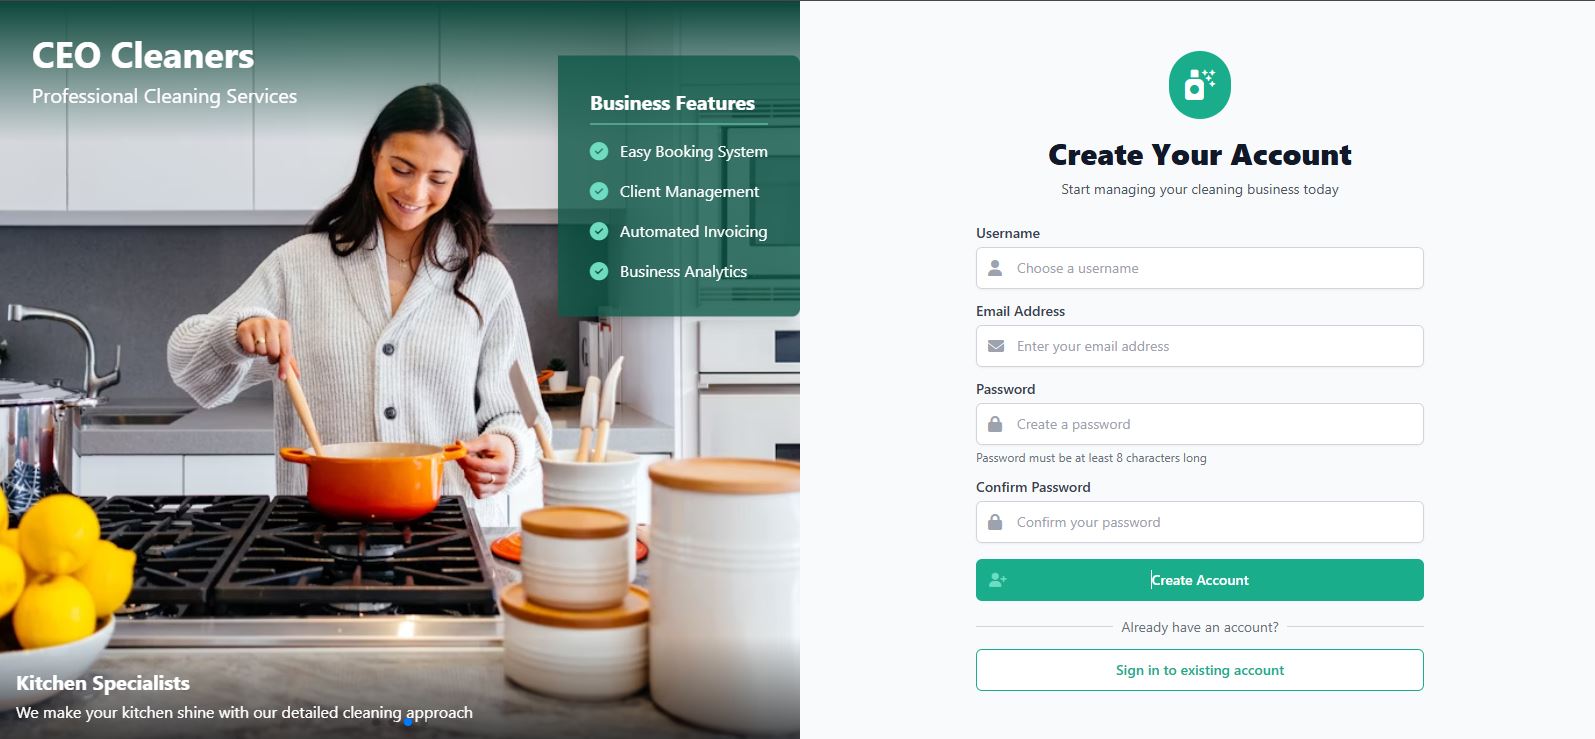 CEO Cleaners
Professional Cleaning Services
Business Features
Easy Booking System
Client Management
Automated Invoicing
Business Analytics
Kitchen Specialists
We make your kitchen shine with our detailed cleaning approach
Create Your Account
Start managing your cleaning business today
Username
Choose a username
Email Address
Enter your email address
Password
Create a password
Password must be at least 8 characters long
Confirm Password
Confirm your password
Create Account
Already have an account?
Sign in to existing account